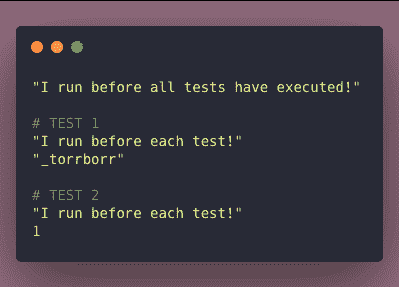 "I run before all tests have executed!"
# TEST 1
"I run before each test!"
"_torrborr"
# TEST 2
"I run before each test!"
1